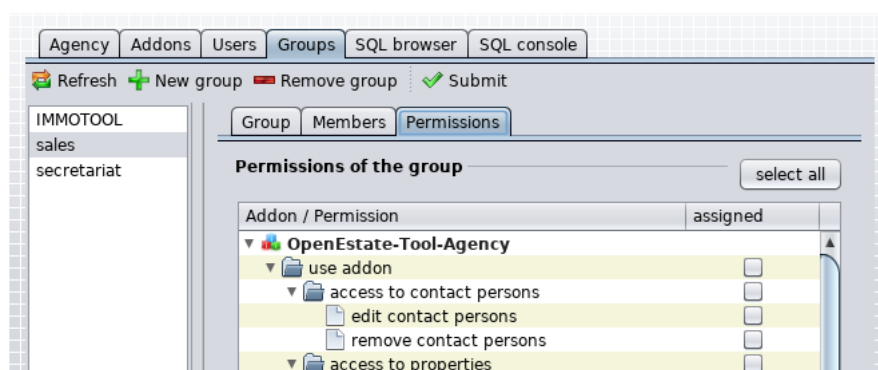 Agency Addons Users Groups SQL browser SQL console
Refresh New group Remove group Submit
IMMOTOOL
sales
secretariat
Group Members Permissions
Permissions of the group select all
Addon / Permission assigned
OpenEstate-Tool-Agency
use addon
access to contact persons
edit contact persons
remove contact persons
access to properties